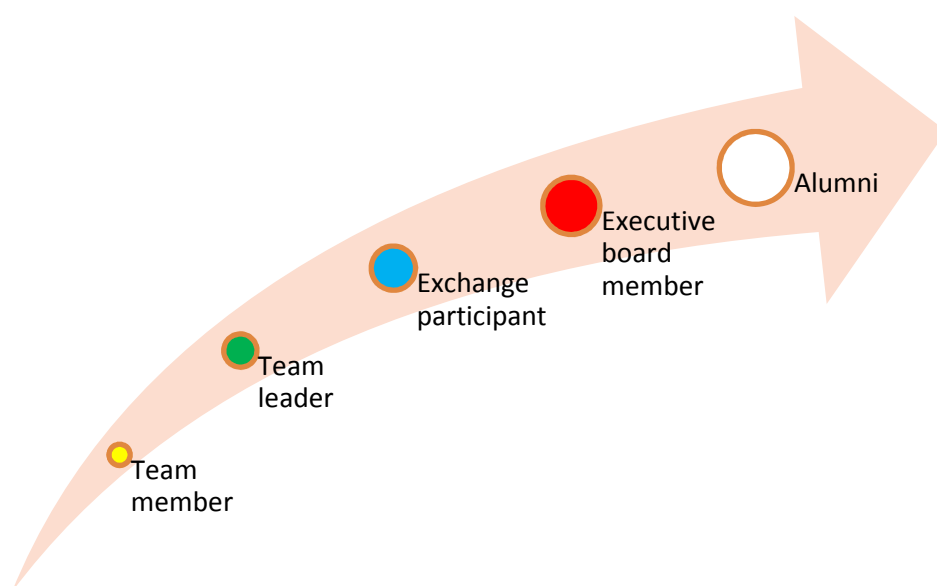 Alumni
Executive
board
member
Exchange
participant
Team
leader
Team
member